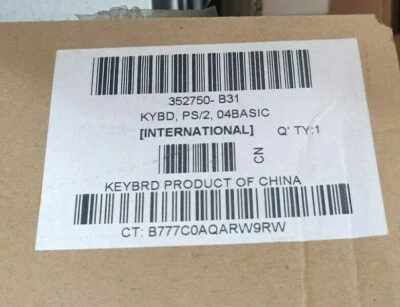 352750- B31
KYBD, PS/2, 04BASIC
[INTERNATIONAL] Q' TY:1
CN
KEYBRD PRODUCT OF CHINA
CT: B777C0AQARW9RW